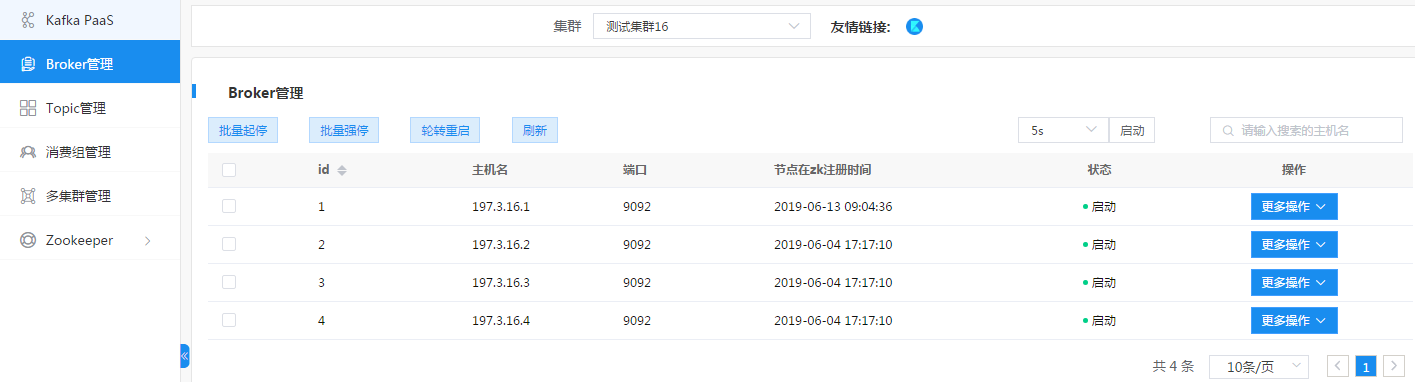 Kafka PaaS
Broker管理
Topic管理
消费组管理
多集群管理
Zookeeper
集群 测试集群16 友情链接:
Broker管理
批量起停 批量强停 轮转重启 刷新 5s 启动 请输入搜索的主机名
id 主机名 端口 节点在zk注册时间 状态 操作
1 197.3.16.1 9092 2019-06-13 09:04:36 启动 更多操作
2 197.3.16.2 9092 2019-06-04 17:17:10 启动 更多操作
3 197.3.16.3 9092 2019-06-04 17:17:10 启动 更多操作
4 197.3.16.4 9092 2019-06-04 17:17:10 启动 更多操作
共 4 条 10条/页 1